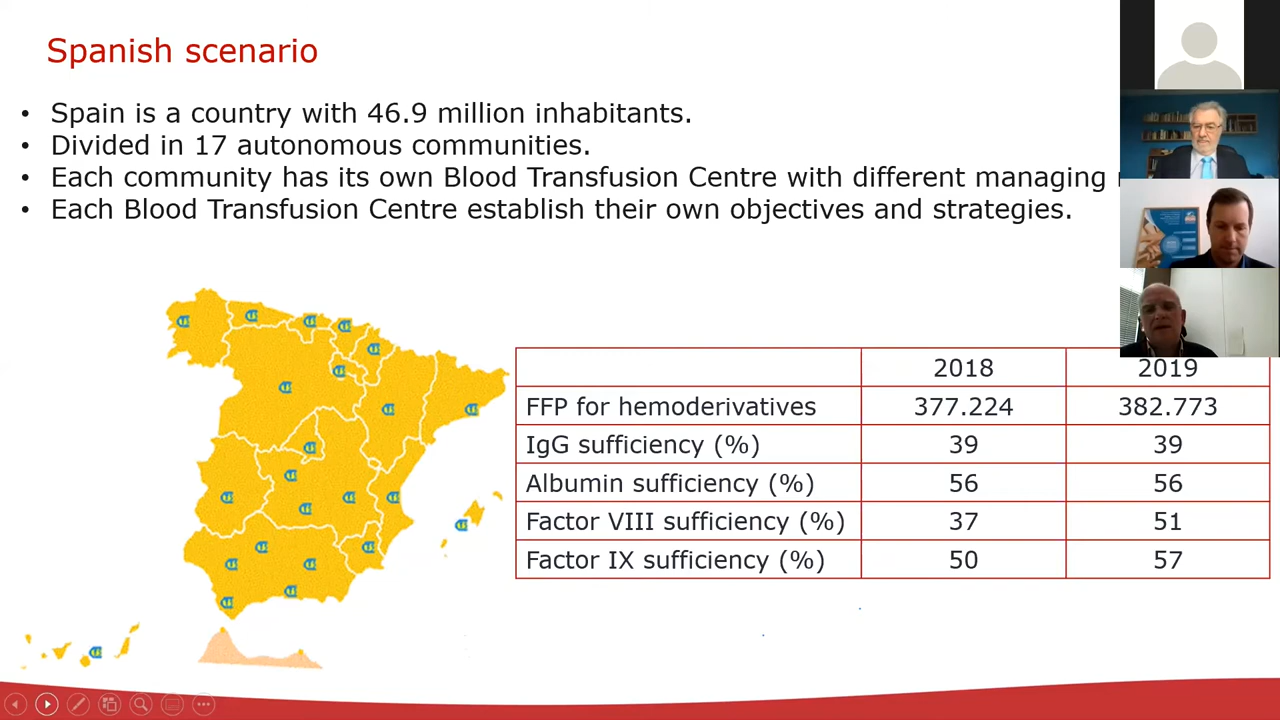 Spanish scenario
• Spain is a country with 46.9 million inhabitants.
• Divided in 17 autonomous communities.
• Each community has its own Blood Transfusion Centre with different managing
• Each Blood Transfusion Centre establish their own objectives and strategies.
2018 2019
FFP for hemoderivatives 377.224 382.773
IgG sufficiency (%) 39 39
Albumin sufficiency (%) 56 56
Factor VIII sufficiency (%) 37 51
Factor IX sufficiency (%) 50 57